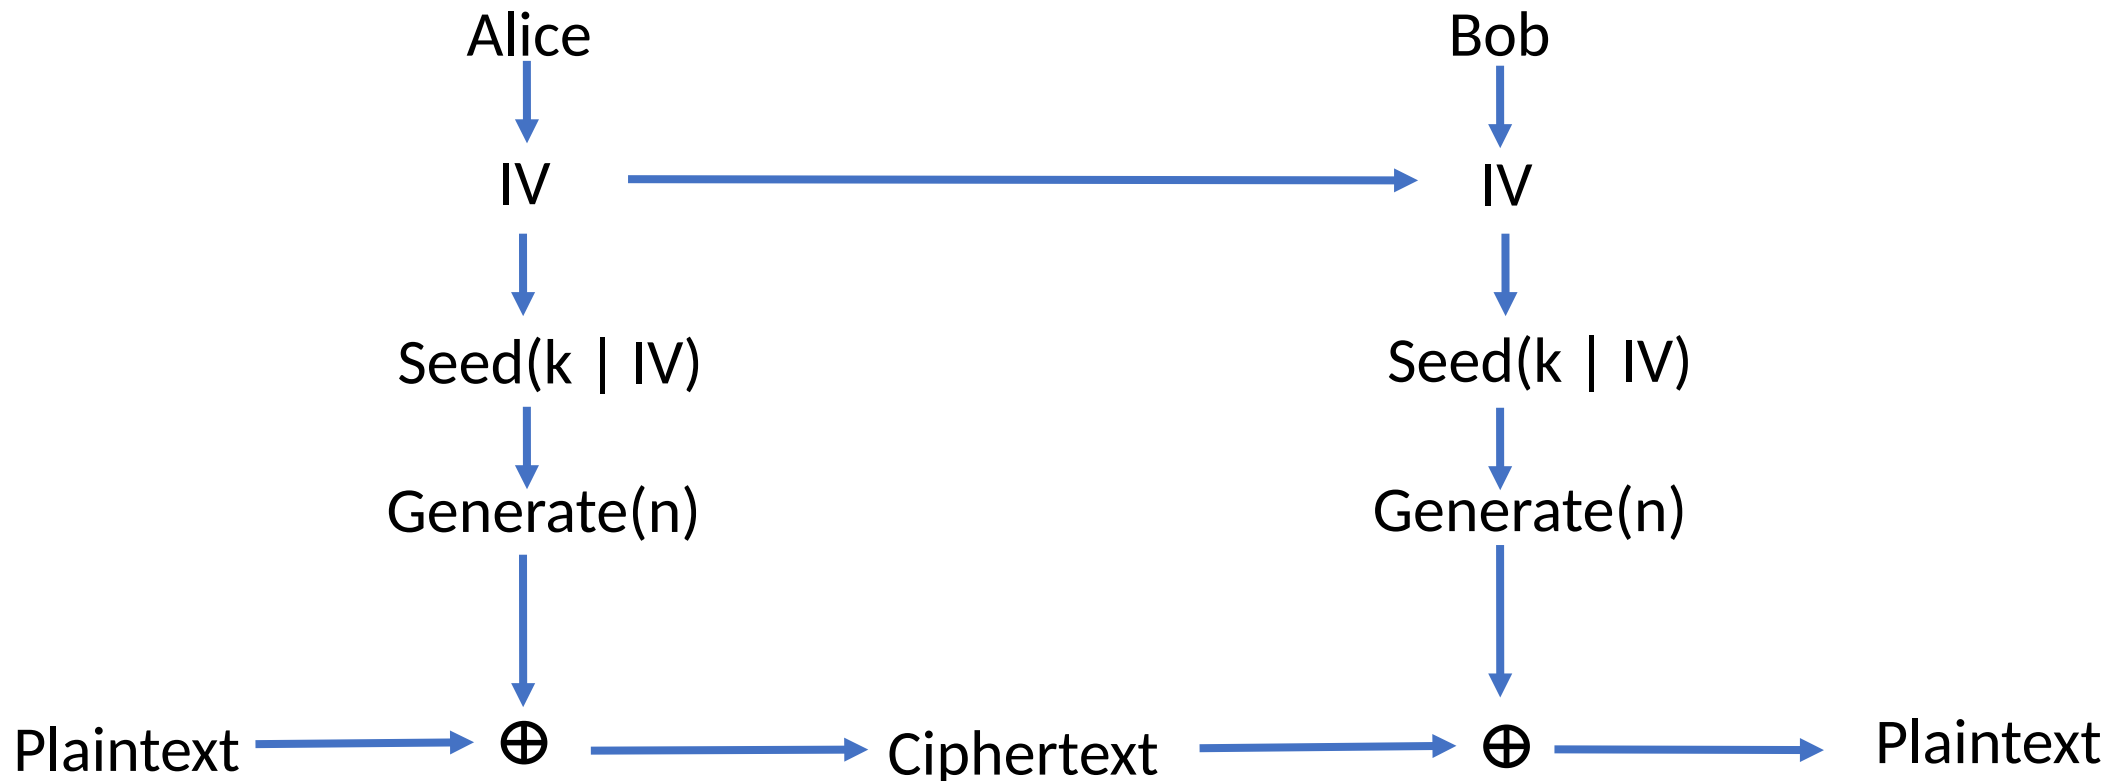 Alice Bob
IV IV
Seed(k | IV) Seed(k | IV)
Generate(n) Generate(n)
Plaintext ⊕ Ciphertext ⊕ Plaintext